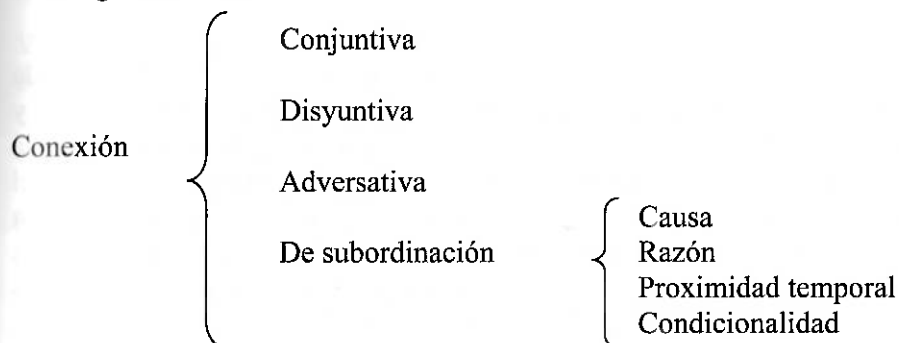 Conjuntiva
Disyuntiva
Conexión
Adversativa
De subordinación
Causa
Razón
Proximidad temporal
Condicionalidad